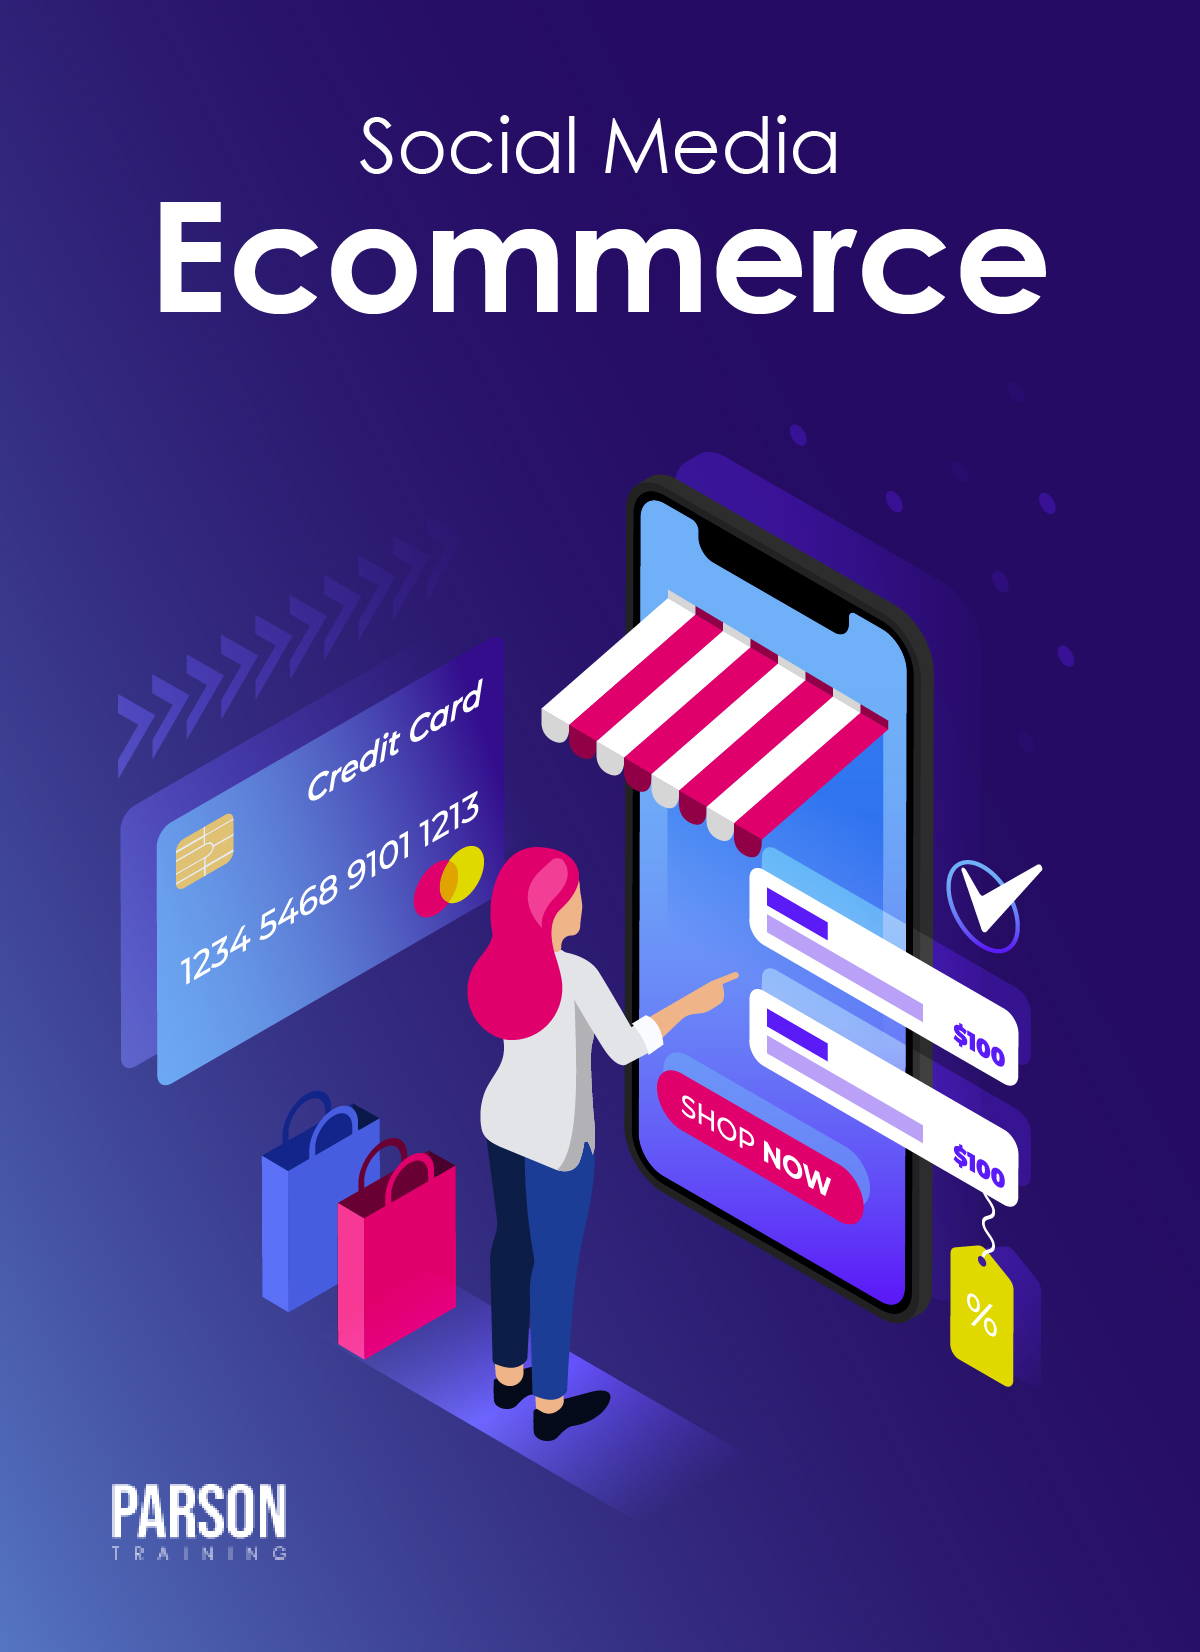 Social Media
Ecommerce
Credit Card
1234 5468 9101 1213
$100
$100
SHOP NOW
%
PARSON
TRAINING